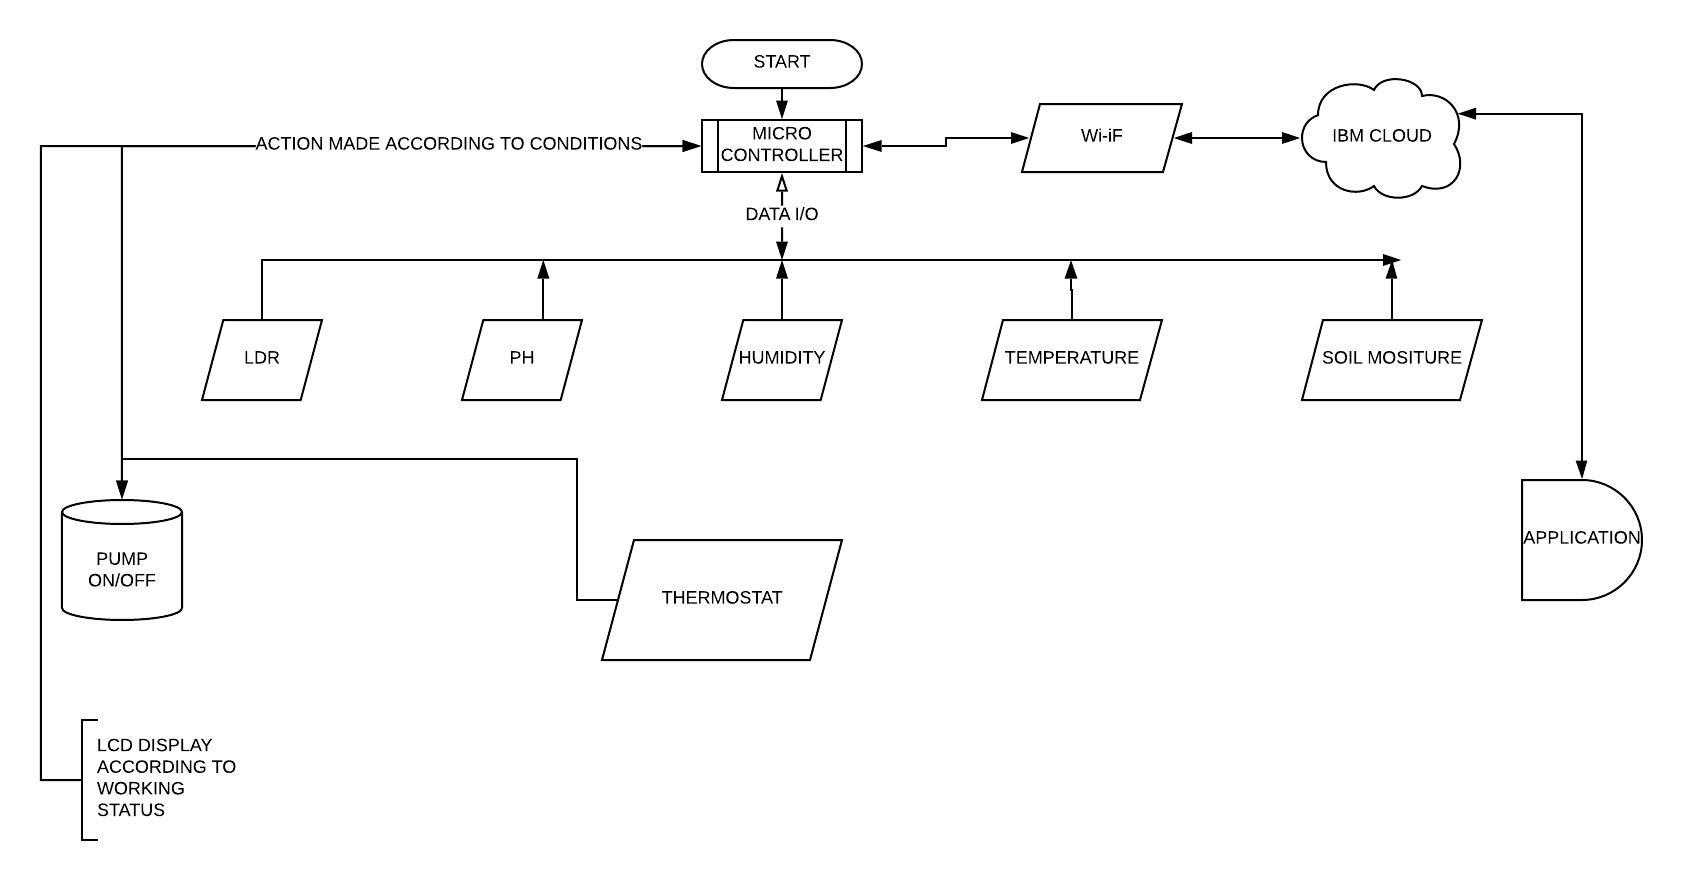 START
ACTION MADE ACCORDING TO CONDITIONS
MICRO
CONTROLLER
Wi-iF
IBM CLOUD
DATA I/O
LDR
PH
HUMIDITY
TEMPERATURE
SOIL MOSITURE
PUMP
ON/OFF
THERMOSTAT
APPLICATION
LCD DISPLAY
ACCORDING TO
WORKING
STATUS